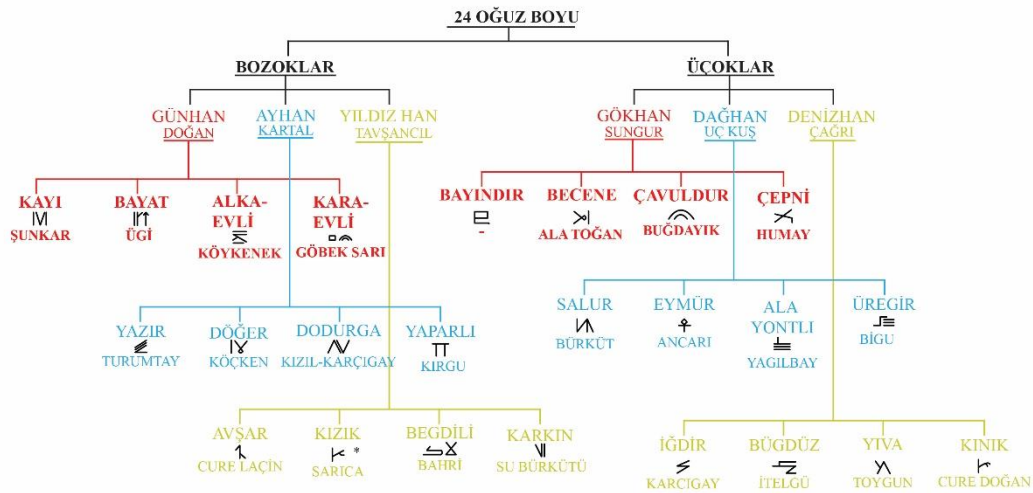 24 OĞUZ BOYU
BOZOKLAR
ÜÇOKLAR
GÜNHAN
DOĞAN
AYHAN
KARTAL
YILDIZ HAN
TAVŞANCIL
GÖKHAN
SUNGUR
DAĞHAN
UÇ KUŞ
DENİZHAN
ÇAĞRI
KAYI
ŞUNKAR
BAYAT
ÜGİ
ALKA-
EVLİ
KÖYKENEK
KARA-
EVLİ
GÖBEK SARI
BAYINDIR
-
BECENE
ALA TOĞAN
ÇAVULDUR
BUĞDAYIK
ÇEPNİ
HUMAY
YAZIR
TURUMTAY
DÖĞER
KÖÇKEN
DODURGA
KIZIL-KARÇIGAY
YAPARLI
KIRGU
SALUR
BÜRKÜT
EYMÜR
ANCARI
ALA
YONTLI
YAGILBAY
ÜREGİR
BİGU
AVŞAR
CURE LAÇİN
KIZIK
*
SARICA
BEGDİLİ
BAHRİ
KARKIN
SU BÜRKÜTÜ
İĞDİR
KARCIGAY
BÜGDÜZ
İTELGÜ
YIVA
TOYGUN
KINIK
CURE DOĞAN